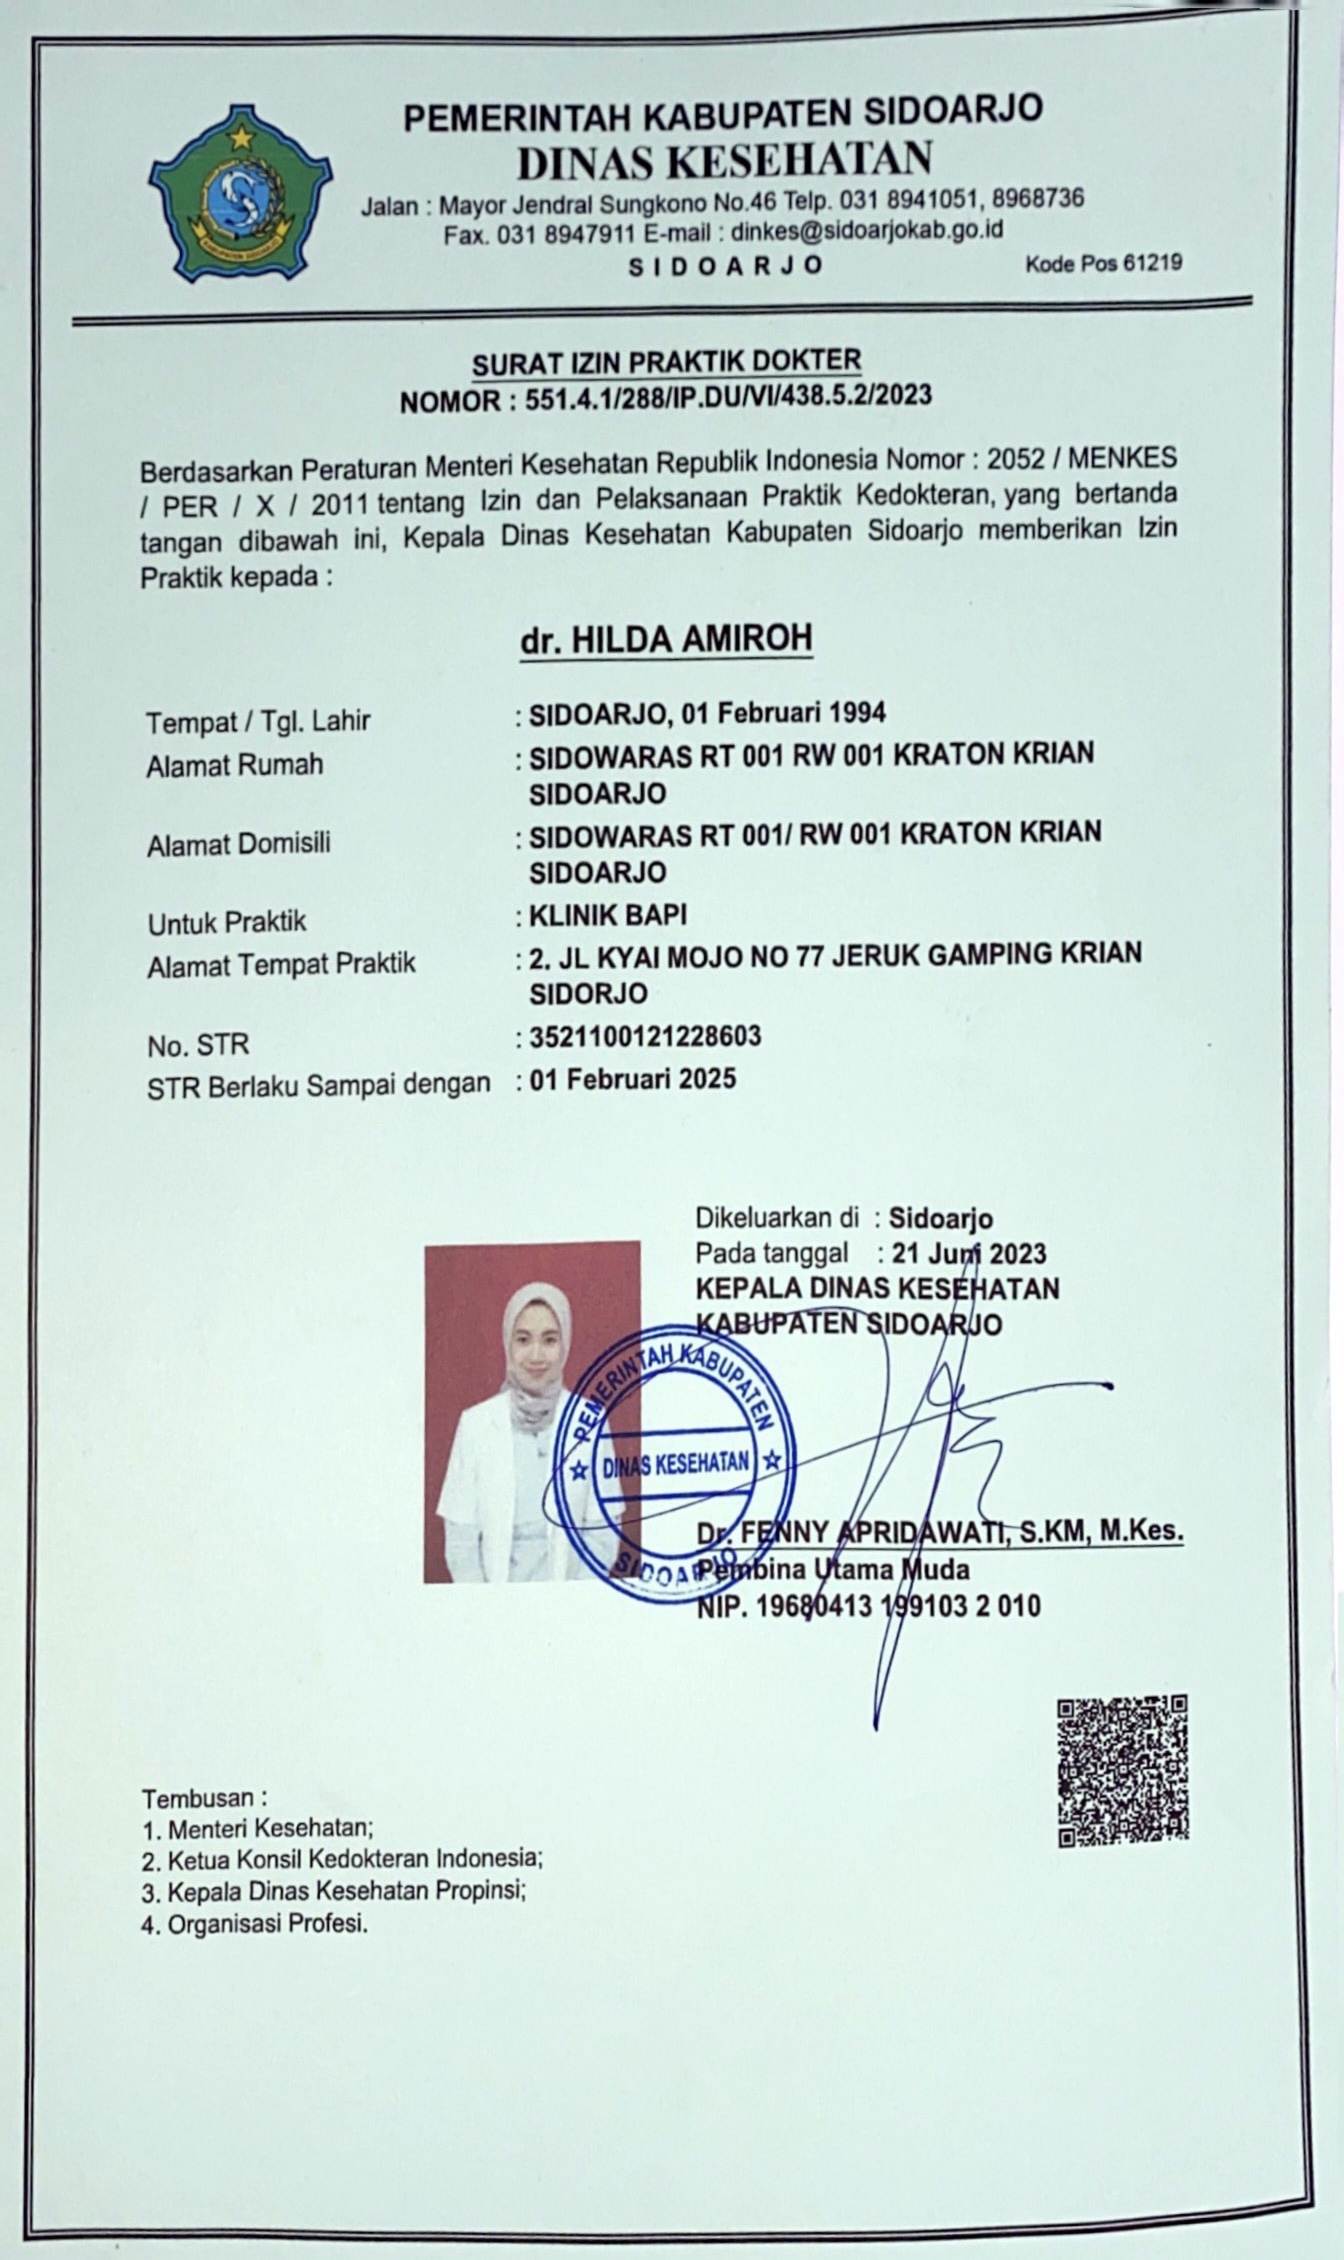 PEMERINTAH KABUPATEN SIDOARJO
DINAS KESEHATAN
Jalan : Mayor Jendral Sungkono No.46 Telp. 031 8941051, 8968736
Fax. 031 8947911 E-mail : dinkes@sidoarjokab.go.id
SIDOARJO
Kode Pos 61219
KABUPATEN SIDOARJO
SURAT IZIN PRAKTIK DOKTER
NOMOR : 551.4.1/288/IP.DU/VI/438.5.2/2023
Berdasarkan Peraturan Menteri Kesehatan Republik Indonesia Nomor : 2052 / MENKES
/ PER / X / 2011 tentang Izin dan Pelaksanaan Praktik Kedokteran, yang bertanda
tangan dibawah ini, Kepala Dinas Kesehatan Kabupaten Sidoarjo memberikan Izin
Praktik kepada :
dr. HILDA AMIROH
Tempat / Tgl. Lahir : SIDOARJO, 01 Februari 1994
Alamat Rumah : SIDOWARAS RT 001 RW 001 KRATON KRIAN
SIDOARJO
Alamat Domisili : SIDOWARAS RT 001/ RW 001 KRATON KRIAN
SIDOARJO
Untuk Praktik : KLINIK BAPI
Alamat Tempat Praktik : 2. JL KYAI MOJO NO 77 JERUK GAMPING KRIAN
SIDORJO
No. STR : 3521100121228603
STR Berlaku Sampai dengan : 01 Februari 2025
Dikeluarkan di : Sidoarjo
Pada tanggal : 21 Juni 2023
KEPALA DINAS KESEHATAN
KABUPATEN SIDOARJO
PEMERINTAH KABUPATEN
DINAS KESEHATAN
SIDOARJO
Dr. FENNY APRIDAWATI, S.KM, M.Kes.
Pembina Utama Muda
NIP. 19680413 199103 2 010
Tembusan :
1. Menteri Kesehatan;
2. Ketua Konsil Kedokteran Indonesia;
3. Kepala Dinas Kesehatan Propinsi;
4. Organisasi Profesi.